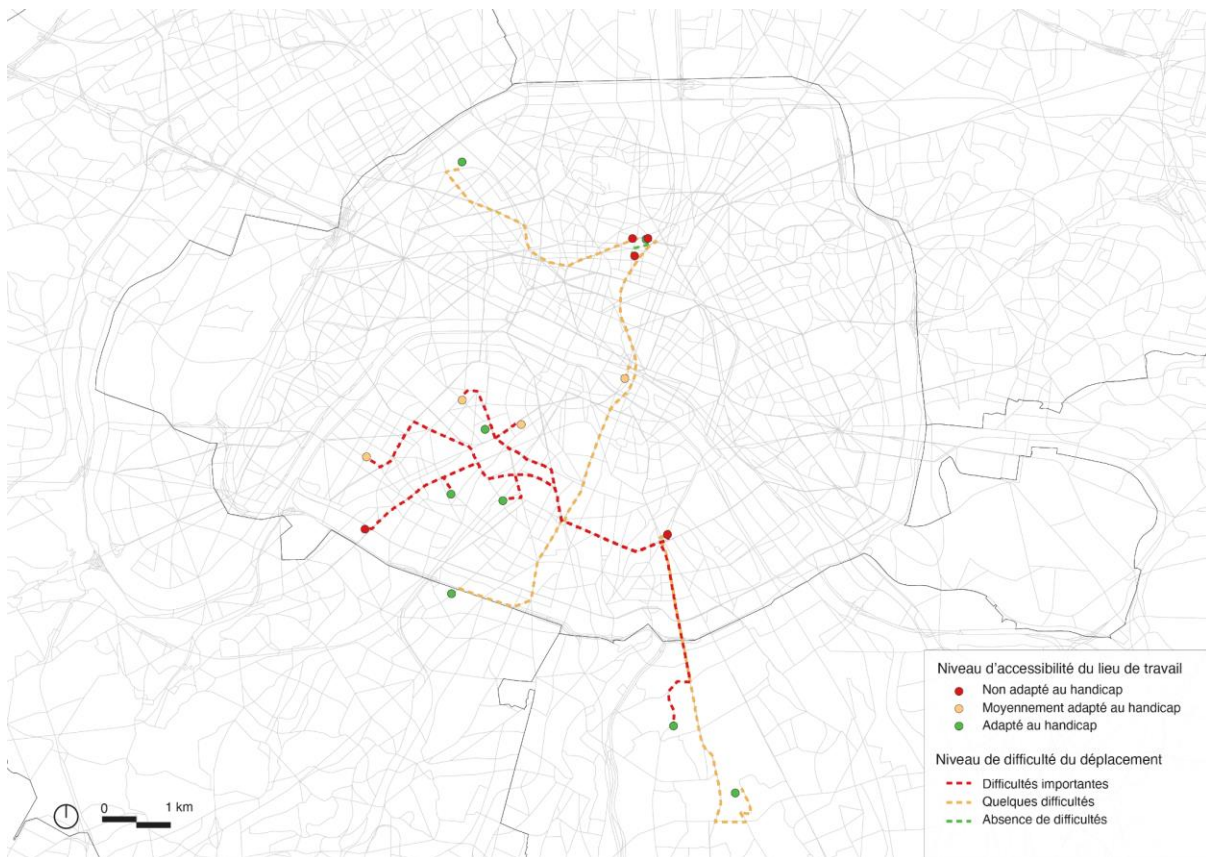 Niveau d'accessibilité du lieu de travail
Non adapté au handicap
Moyennement adapté au handicap
Adapté au handicap
Niveau de difficulté du déplacement
Difficultés importantes
Quelques difficultés
Absence de difficultés
0 1 km